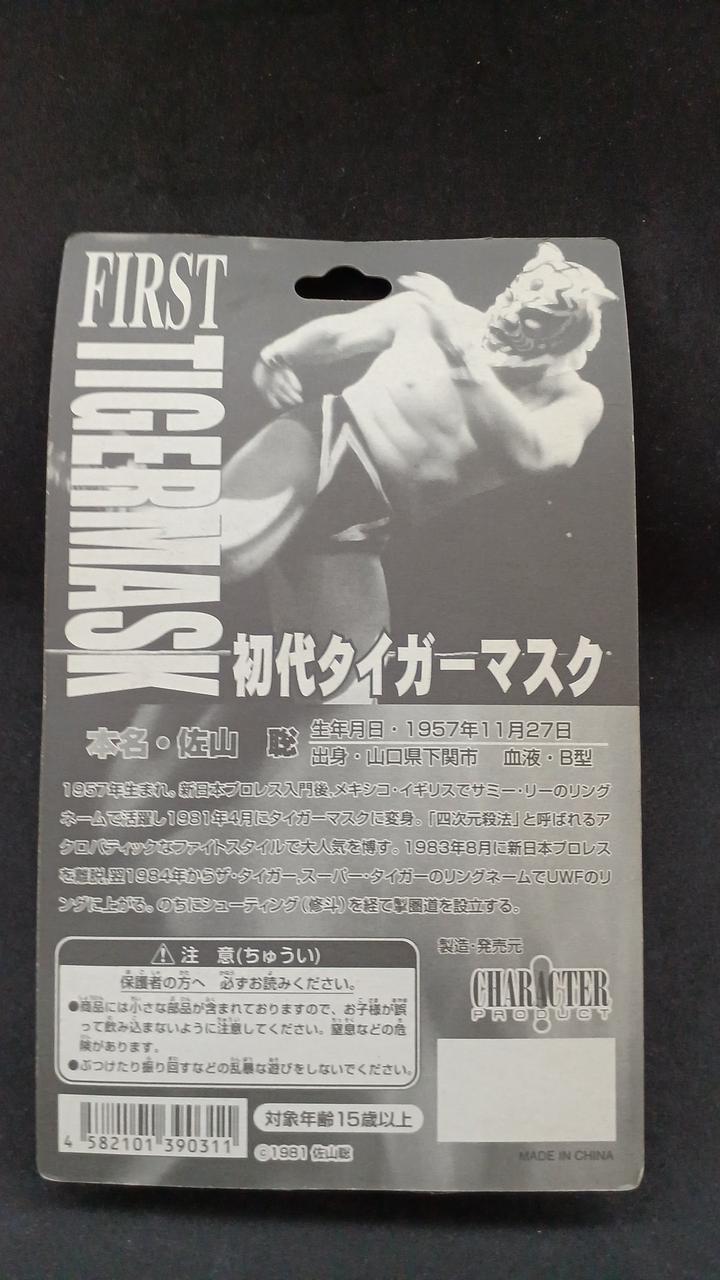 FIRST
TIGERMASK
初代タイガーマスク
本名・佐山 聡
生年月日・1957年11月27日
出身・山口県下関市 血液・B型
1957年生まれ。新日本プロレス入門後,メキシコ・イギリスでサミー・リーのリング
ネームで活躍し1981年4月にタイガーマスクに変身。「四次元殺法」と呼ばれるア
クロバティックなファイトスタイルで大人気を博す。1983年8月に新日本プロレス
を離脱,翌1984年からザ・タイガー,スーパー・タイガーのリングネームでUWFのリ
ングに上がる。のちにシューティング(修斗)を経て掣圏道を設立する。
注 意(ちゅうい)
保護者の方へ 必ずお読みください。
●商品には小さな部品が含まれておりますので、お子様が誤
って飲み込まないように注意してください。窒息などの危
険があります。
●ぶつけたり振り回すなどの乱暴な遊びをしないでください。
製造・発売元
CHARACTER
PRODUCT
4 582101 390311
対象年齢15歳以上
©1981 佐山聡
MADE IN CHINA